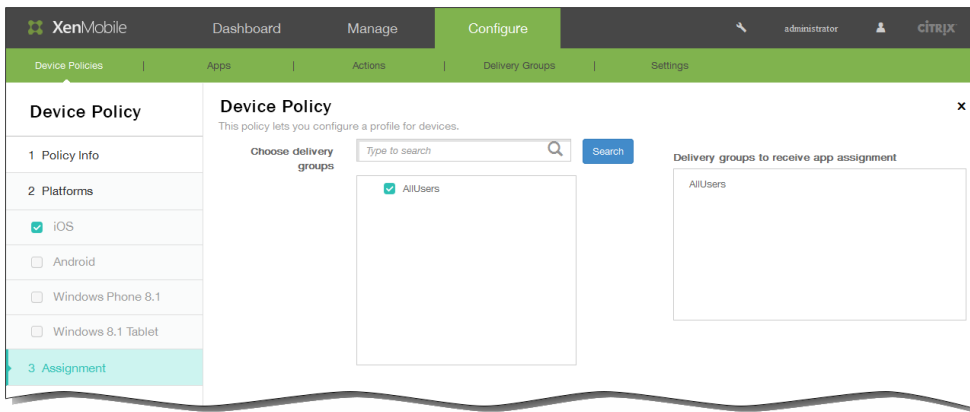 XenMobile
Dashboard
Manage
Configure
administrator
CİTRIX
Device Policies | Apps | Actions | Delivery Groups | Settings
Device Policy
1 Policy Info
2 Platforms
iOS
Android
Windows Phone 8.1
Windows 8.1 Tablet
3 Assignment
Device Policy
x
This policy lets you configure a profile for devices.
Choose delivery
groups
Type to search
Search
AllUsers
Delivery groups to receive app assignment
AllUsers